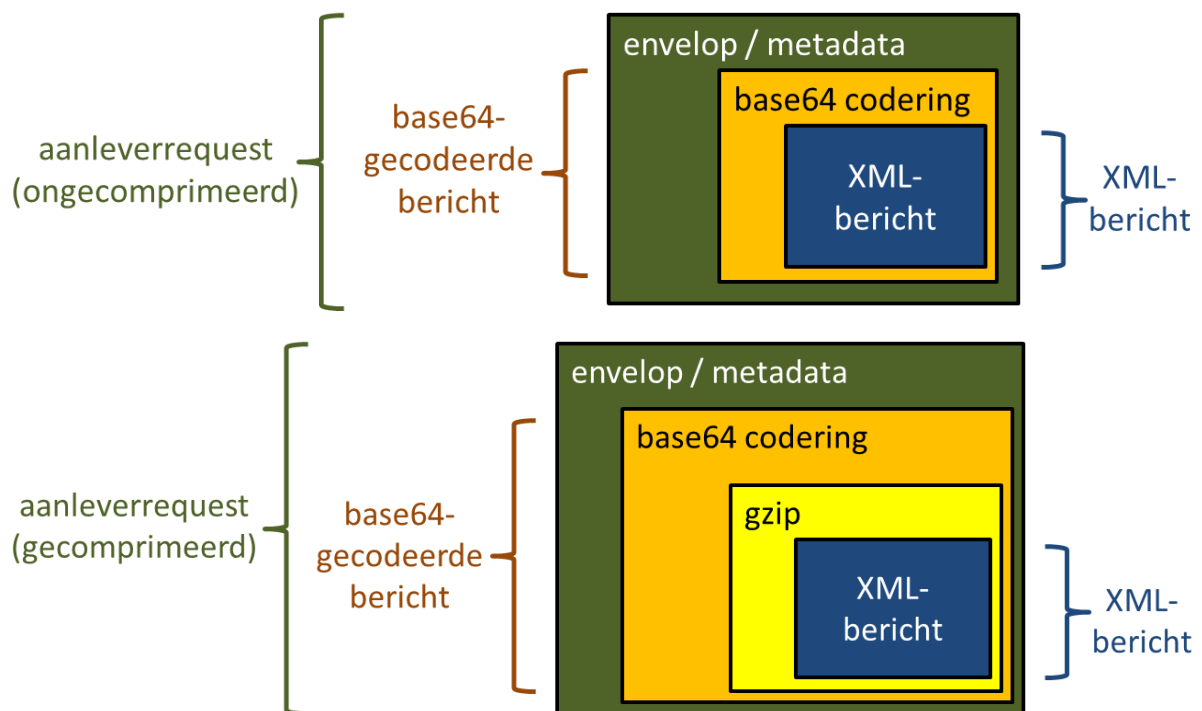 envelop / metadata
base64 codering
XML-
bericht
aanleverrequest
(ongecomprimeerd)
base64-
gecodeerde
bericht
XML-
bericht
envelop / metadata
base64 codering
gzip
XML-
bericht
aanleverrequest
(gecomprimeerd)
base64-
gecodeerde
bericht
XML-
bericht